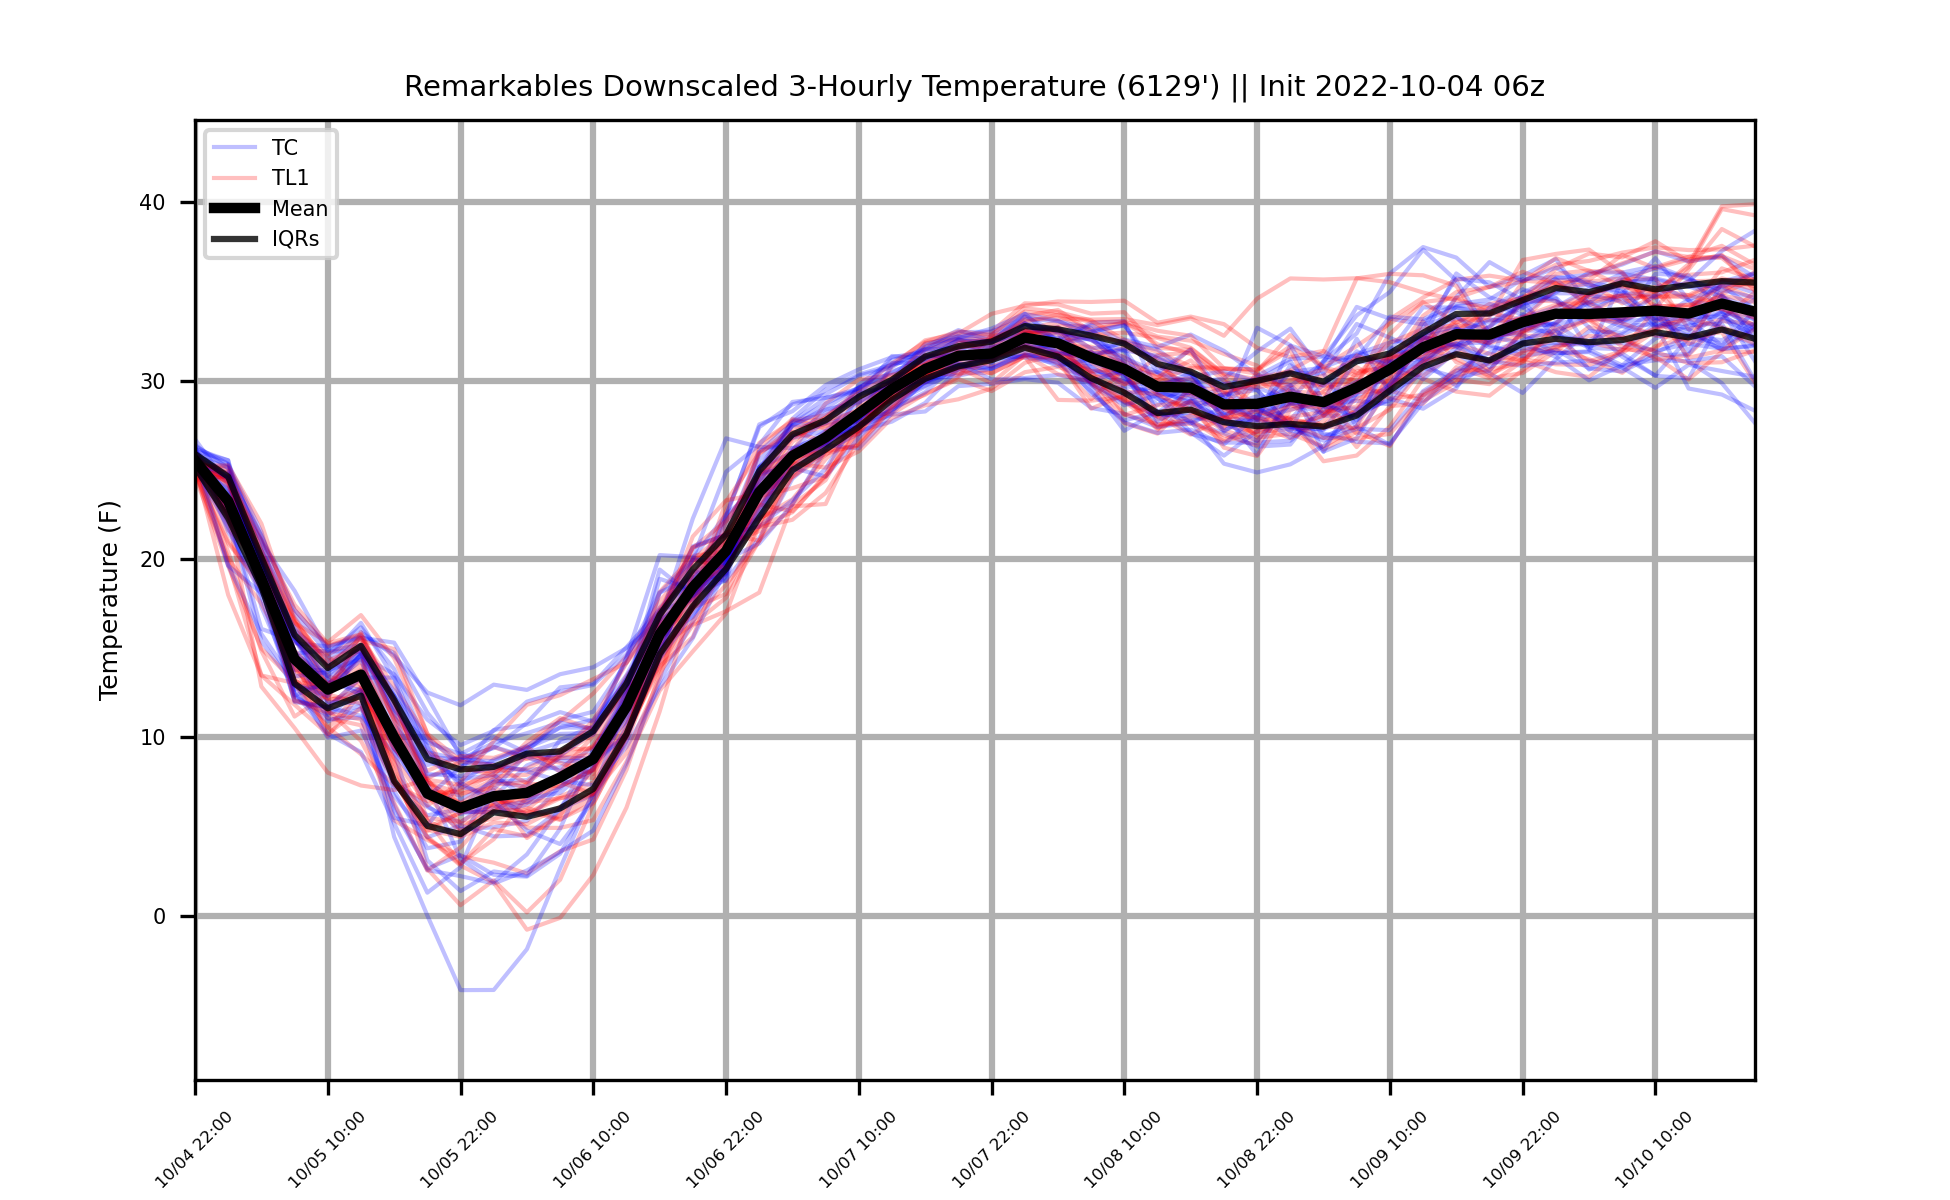 Remarkables Downscaled 3-Hourly Temperature (6129') || Init 2022-10-04 06z
TC
TL1
Mean
IQRs
Temperature (F)
40
30
20
10
0
10/04 22:00
10/05 10:00
10/05 22:00
10/06 10:00
10/06 22:00
10/07 10:00
10/07 22:00
10/08 10:00
10/08 22:00
10/09 10:00
10/09 22:00
10/10 10:00